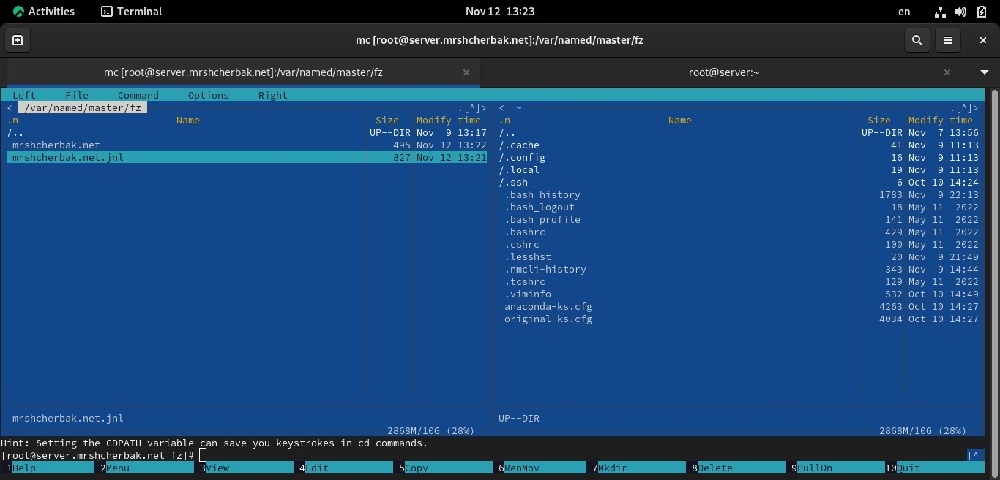 Activities Terminal Nov 12 13:23 en
mc [root@server.mrshcherbak.net]:/var/named/master/fz
mc [root@server.mrshcherbak.net]:/var/named/master/fz × root@server:~ ×
Left File Command Options Right
<─ /var/named/master/fz .[^]>
.n Name Size Modify time
/.. UP--DIR Nov 9 13:17
mrshcherbak.net 495 Nov 12 13:22
mrshcherbak.net.jnl 827 Nov 12 13:21
mrshcherbak.net.jnl
2868M/10G (28%)
<─ ~ .[^]>
.n Name Size Modify time
/.. UP--DIR Nov 7 13:56
/.cache 41 Nov 9 11:13
/.config 16 Nov 9 11:13
/.local 19 Nov 9 11:13
/.ssh 6 Oct 10 14:24
.bash_history 1783 Nov 9 22:13
.bash_logout 18 May 11 2022
.bash_profile 141 May 11 2022
.bashrc 429 May 11 2022
.cshrc 100 May 11 2022
.lesshst 20 Nov 9 21:49
.nmcli-history 343 Nov 9 14:44
.tcshrc 129 May 11 2022
.viminfo 532 Oct 10 14:49
anaconda-ks.cfg 4263 Oct 10 14:27
original-ks.cfg 4034 Oct 10 14:27
UP--DIR
2868M/10G (28%)
Hint: Setting the CDPATH variable can save you keystrokes in cd commands.
[root@server.mrshcherbak.net fz]# [^]
1Help 2Menu 3View 4Edit 5Copy 6RenMov 7Mkdir 8Delete 9PullDn 10Quit